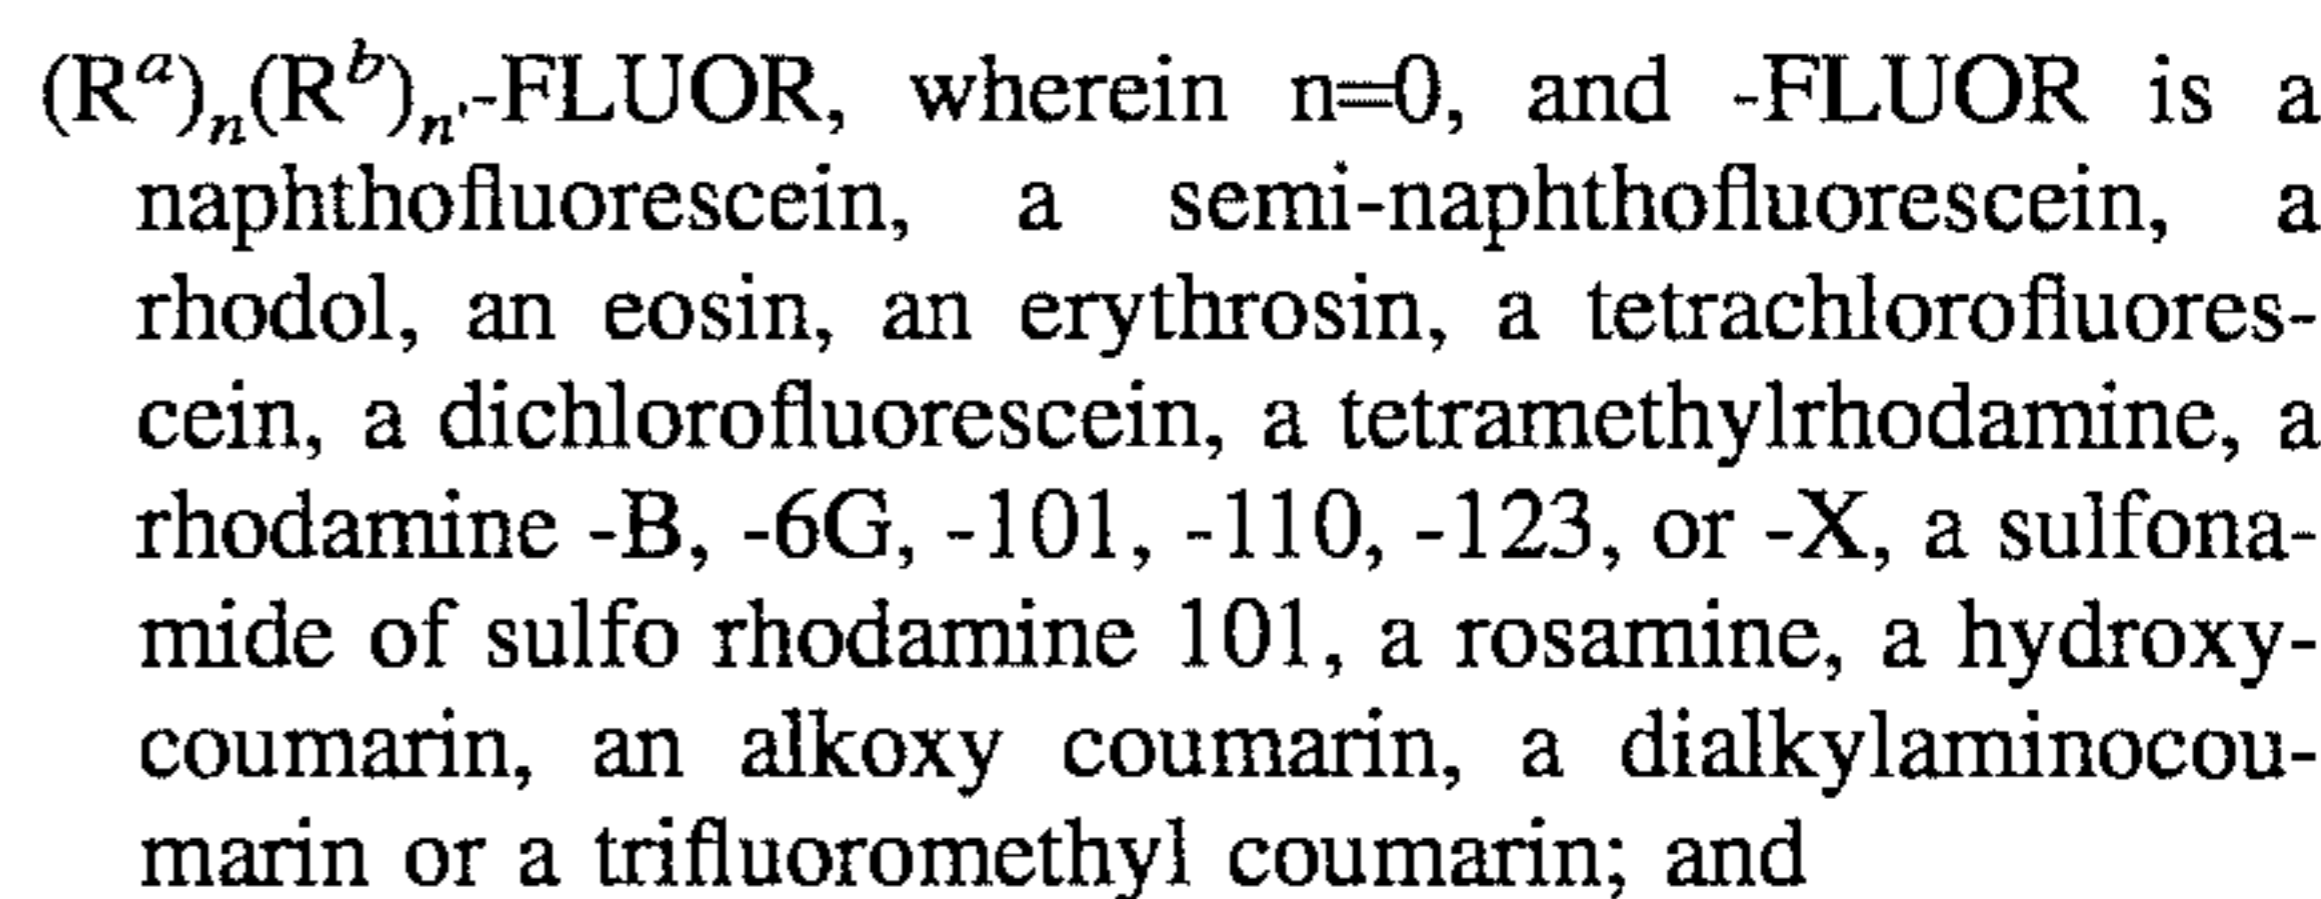 (Rᵃ)ₙ(Rᵇ)ₙ'-FLUOR, wherein n=0, and -FLUOR is a
naphthofluorescein, a semi-naphthofluorescein, a
rhodol, an eosin, an erythrosin, a tetrachlorofluores-
cein, a dichlorofluorescein, a tetramethylrhodamine, a
rhodamine -B, -6G, -101, -110, -123, or -X, a sulfona-
mide of sulfo rhodamine 101, a rosamine, a hydroxy-
coumarin, an alkoxy coumarin, a dialkylaminocou-
marin or a trifluoromethyl coumarin; and